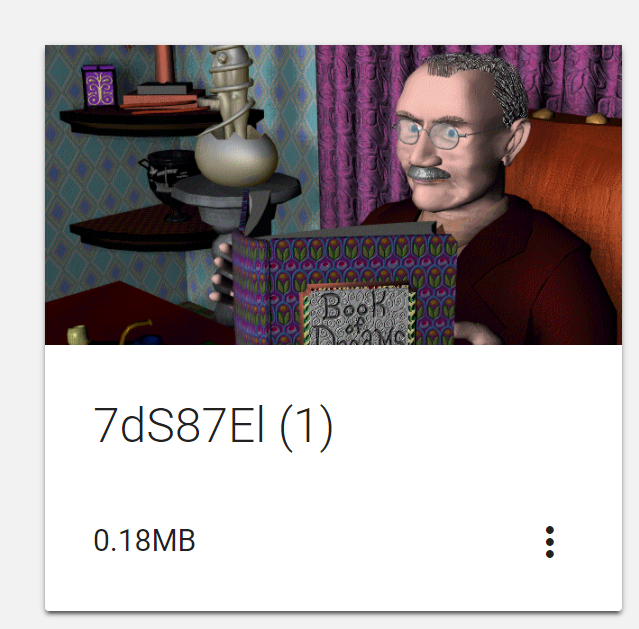 Book
of
Dreams
7dS87El (1)
0.18MB